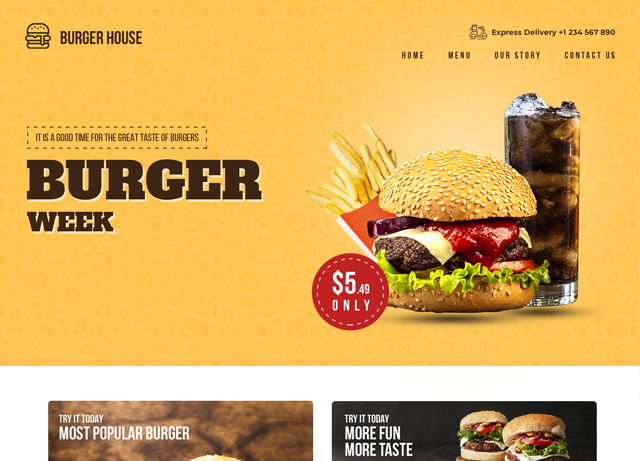 BURGER HOUSE
Express Delivery +1 234 567 890
HOME MENU OUR STORY CONTACT US
IT IS A GOOD TIME FOR THE GREAT TASTE OF BURGERS
BURGER
WEEK
$5.49
ONLY
TRY IT TODAY
MOST POPULAR BURGER
TRY IT TODAY
MORE FUN
MORE TASTE